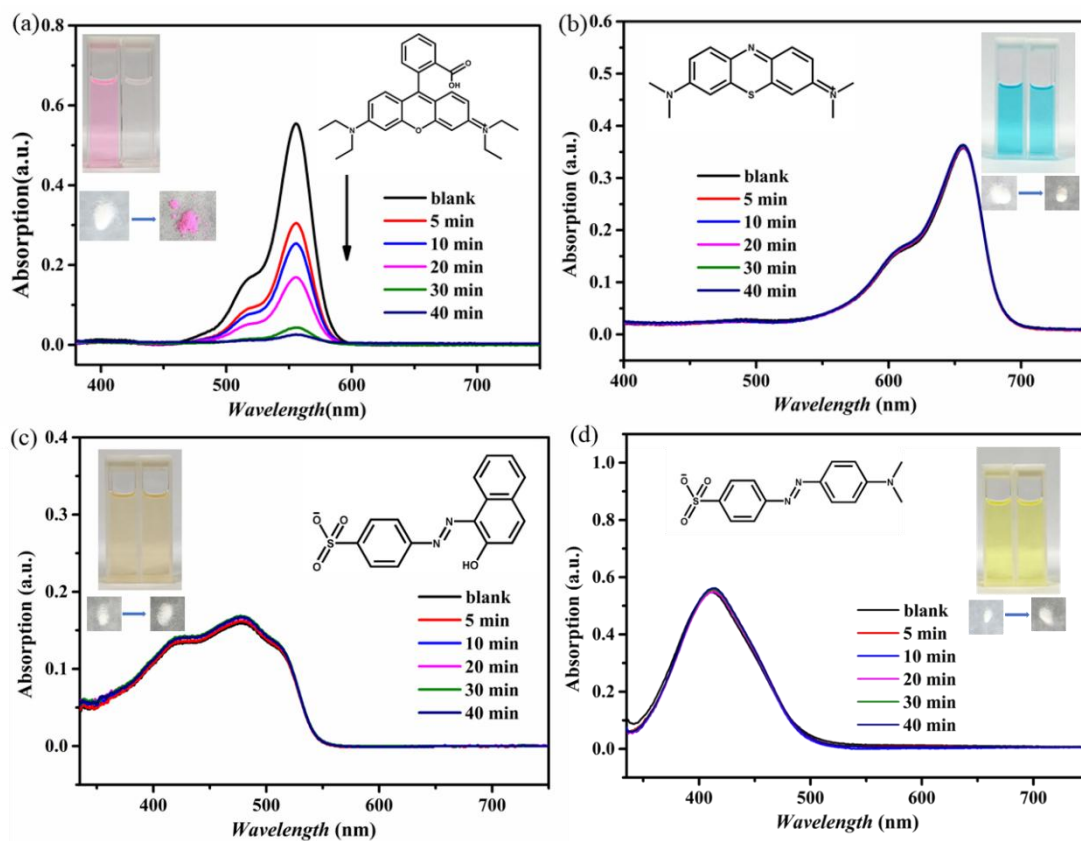 (a)
0.8
0.6
0.4
0.2
0.0
Absorption(a.u.)
N
O
OH
N
O
N
blank
5 min
10 min
20 min
30 min
40 min
400
500
600
700
Wavelength(nm)
(b)
0.6
0.5
0.4
0.3
0.2
0.1
0.0
Absorption (a.u.)
N
N
S
N
blank
5 min
10 min
20 min
30 min
40 min
400
500
600
700
Wavelength (nm)
(c)
0.4
0.3
0.2
0.1
0.0
Absorption (a.u.)
O
O
S
O
N
N
HO
blank
5 min
10 min
20 min
30 min
40 min
400
500
600
700
Wavelength (nm)
(d)
1.0
0.8
0.6
0.4
0.2
0.0
Absorption (a.u.)
O
O
S
O
N
N
N
blank
5 min
10 min
20 min
30 min
40 min
400
500
600
700
Wavelength (nm)